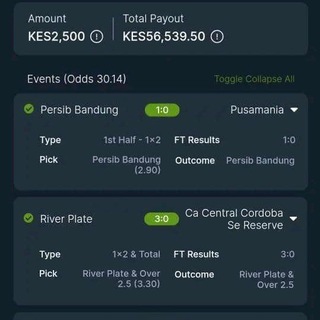 Amount Total Payout
KES2,500 KES56,539.50
Events (Odds 30.14) Toggle Collapse All
Persib Bandung 1:0 Pusamania
Type 1st Half - 1×2 FT Results 1:0
Pick Persib Bandung (2.90) Outcome Persib Bandung
River Plate 3:0 Ca Central Cordoba Se Reserve
Type 1×2 & Total FT Results 3:0
Pick River Plate & Over 2.5 (3.30) Outcome River Plate & Over 2.5